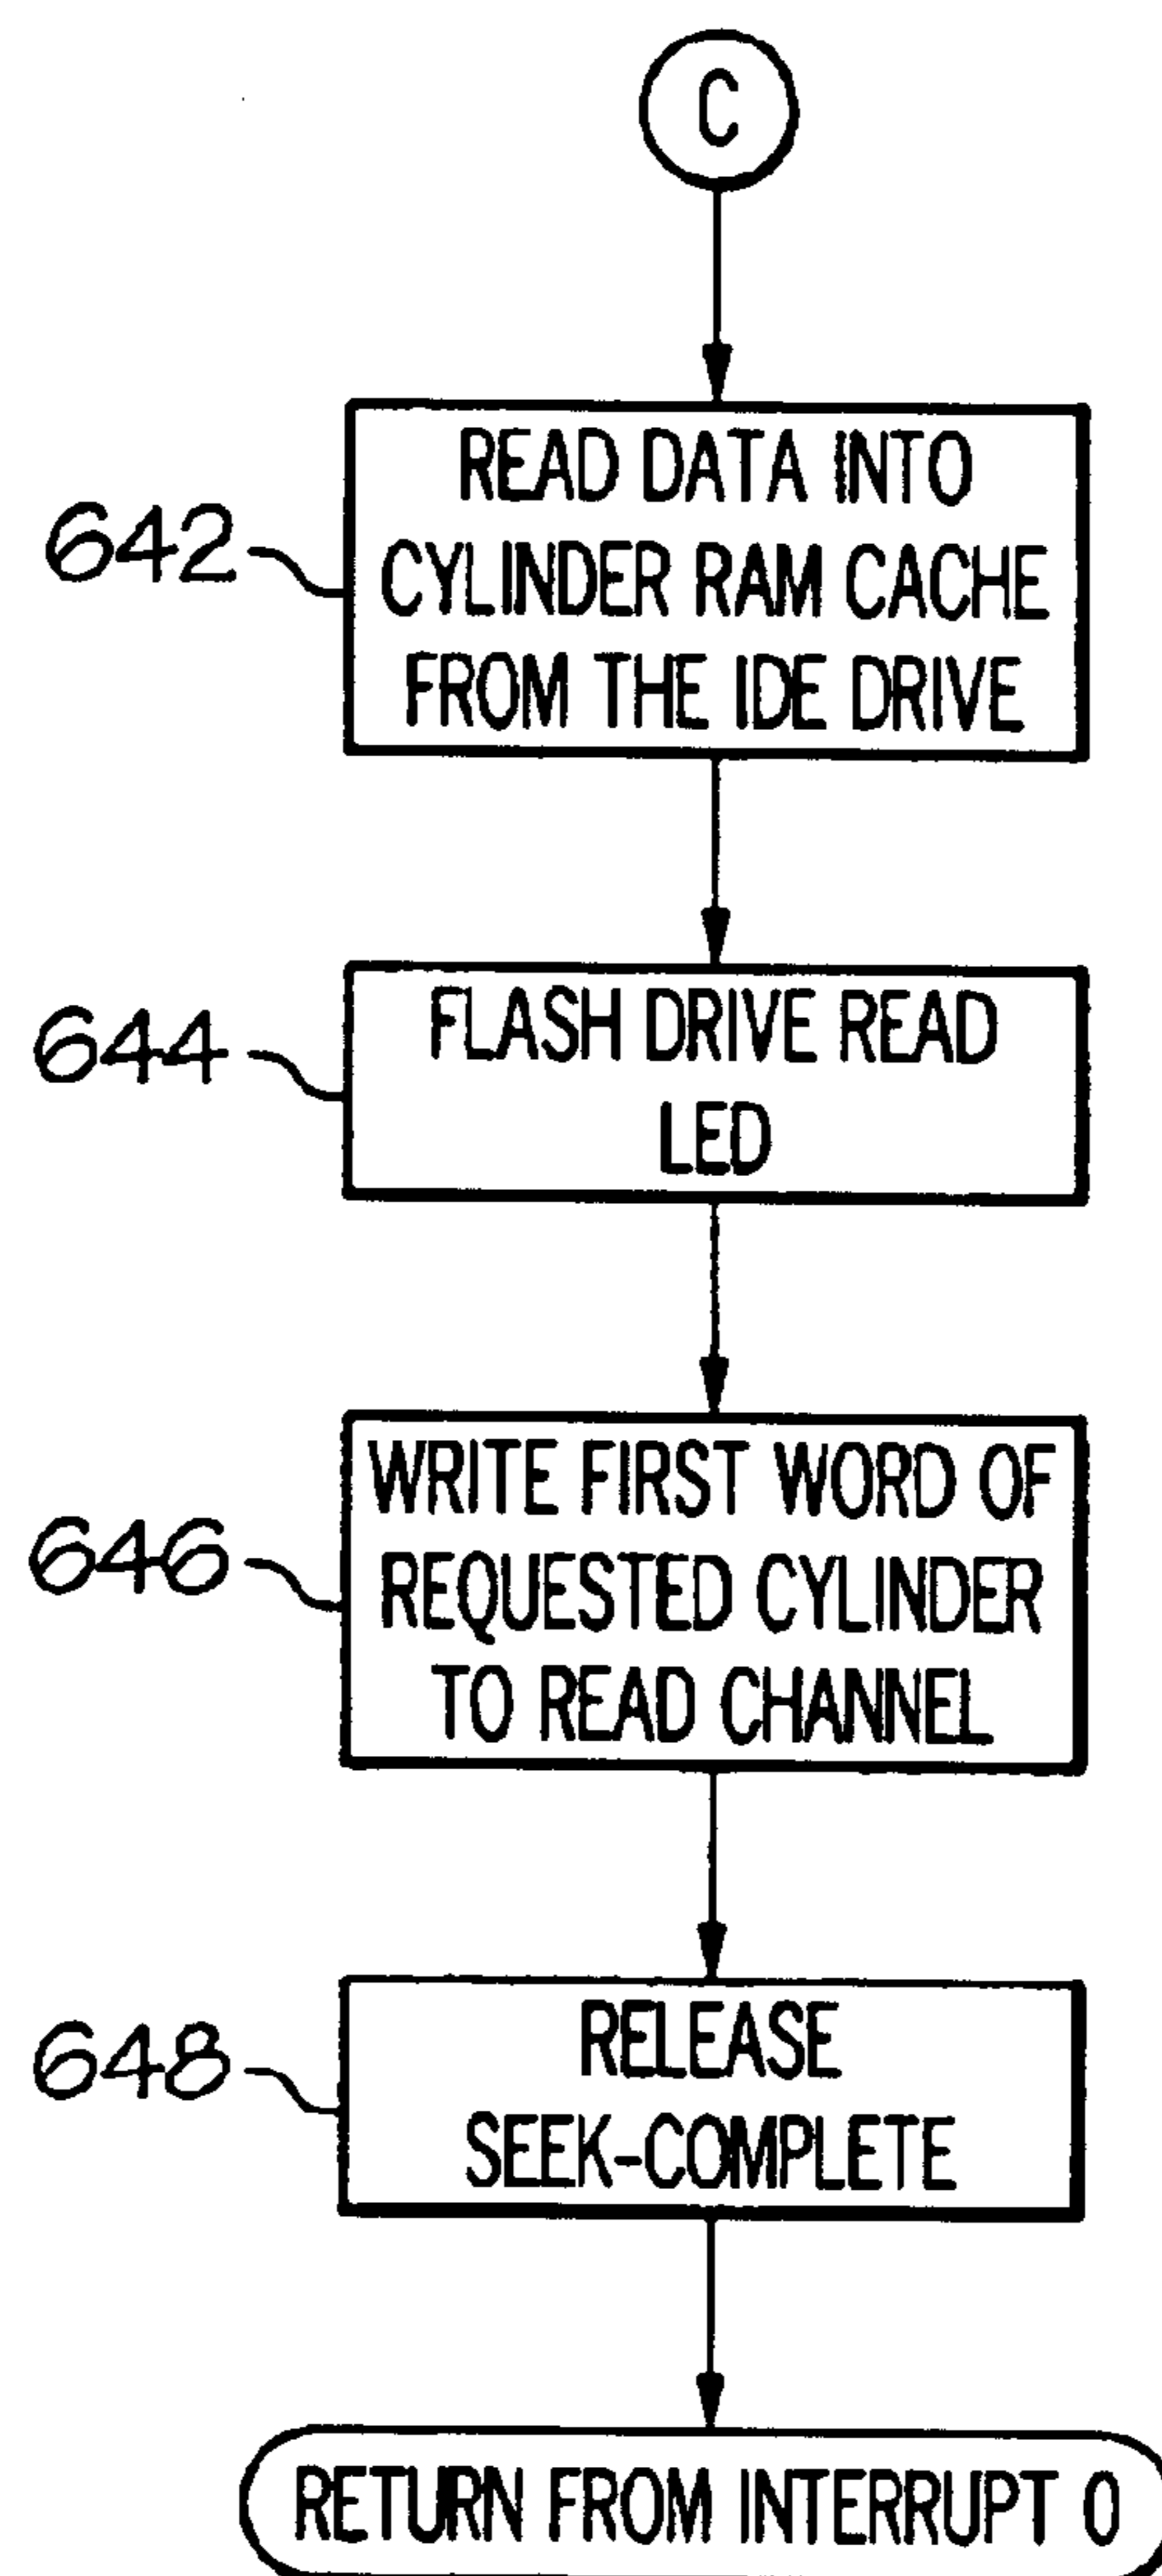 C
READ DATA INTO
CYLINDER RAM CACHE
FROM THE IDE DRIVE
642
FLASH DRIVE READ
LED
644
WRITE FIRST WORD OF
REQUESTED CYLINDER
TO READ CHANNEL
646
RELEASE
SEEK-COMPLETE
648
RETURN FROM INTERRUPT 0